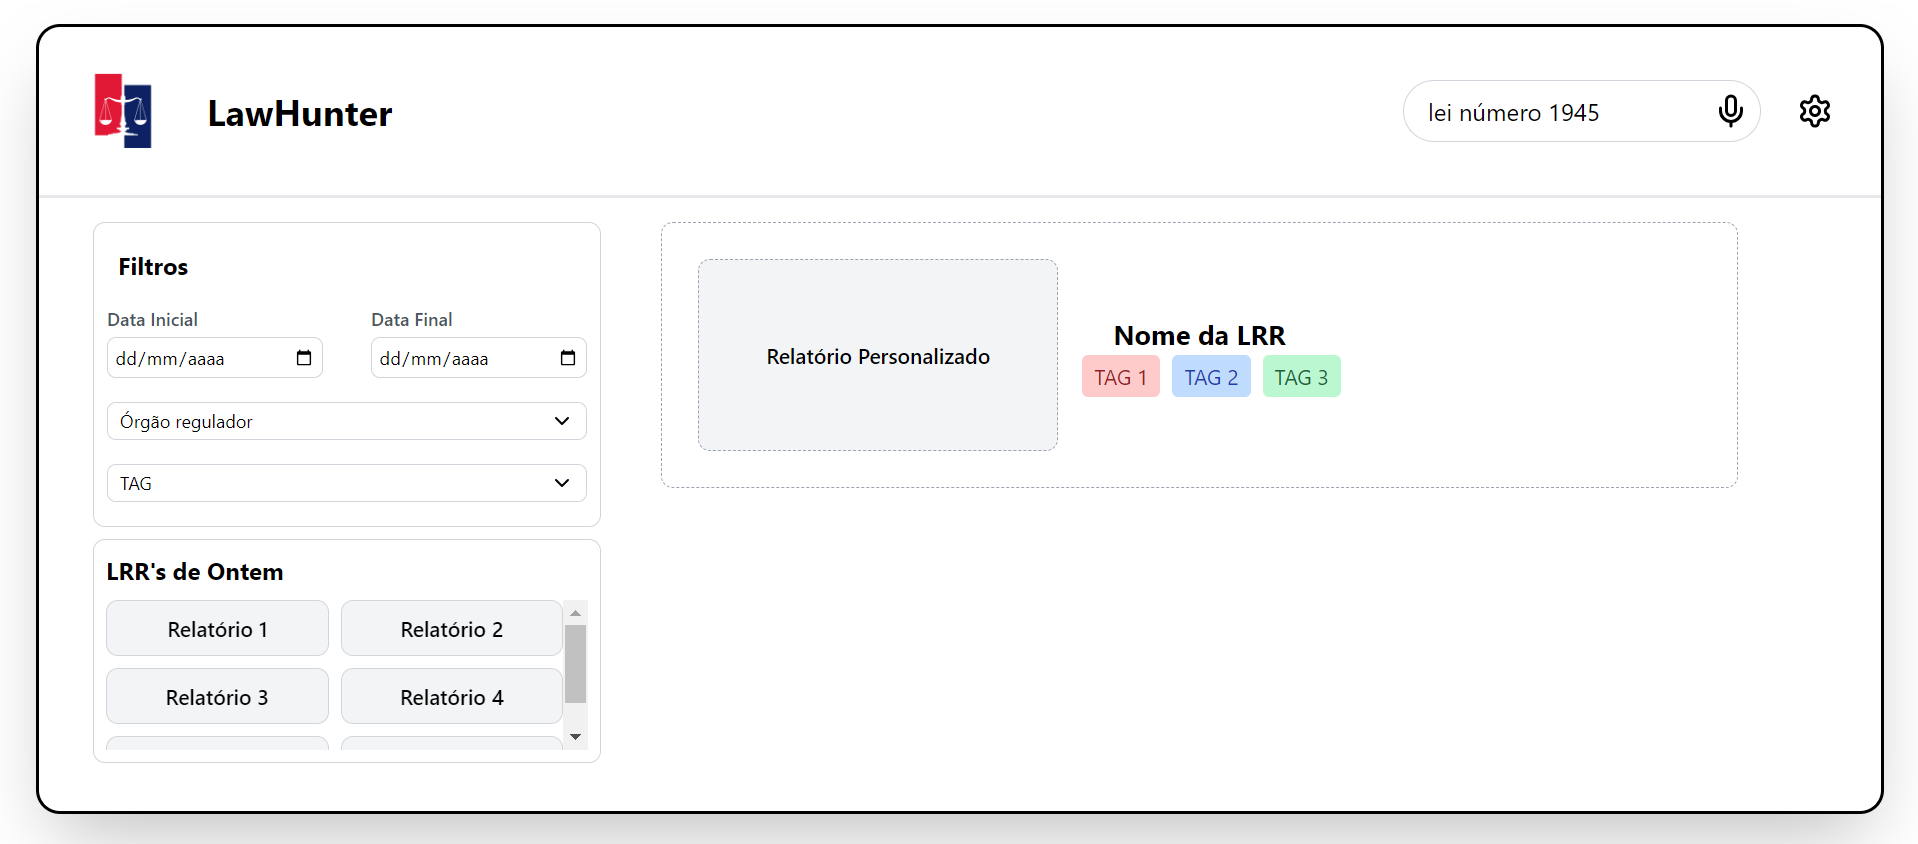 LawHunter
lei número 1945
Filtros
Data Inicial
Data Final
dd/mm/aaaa
dd/mm/aaaa
Órgão regulador
TAG
LRR's de Ontem
Relatório 1
Relatório 2
Relatório 3
Relatório 4
Relatório Personalizado
Nome da LRR
TAG 1
TAG 2
TAG 3